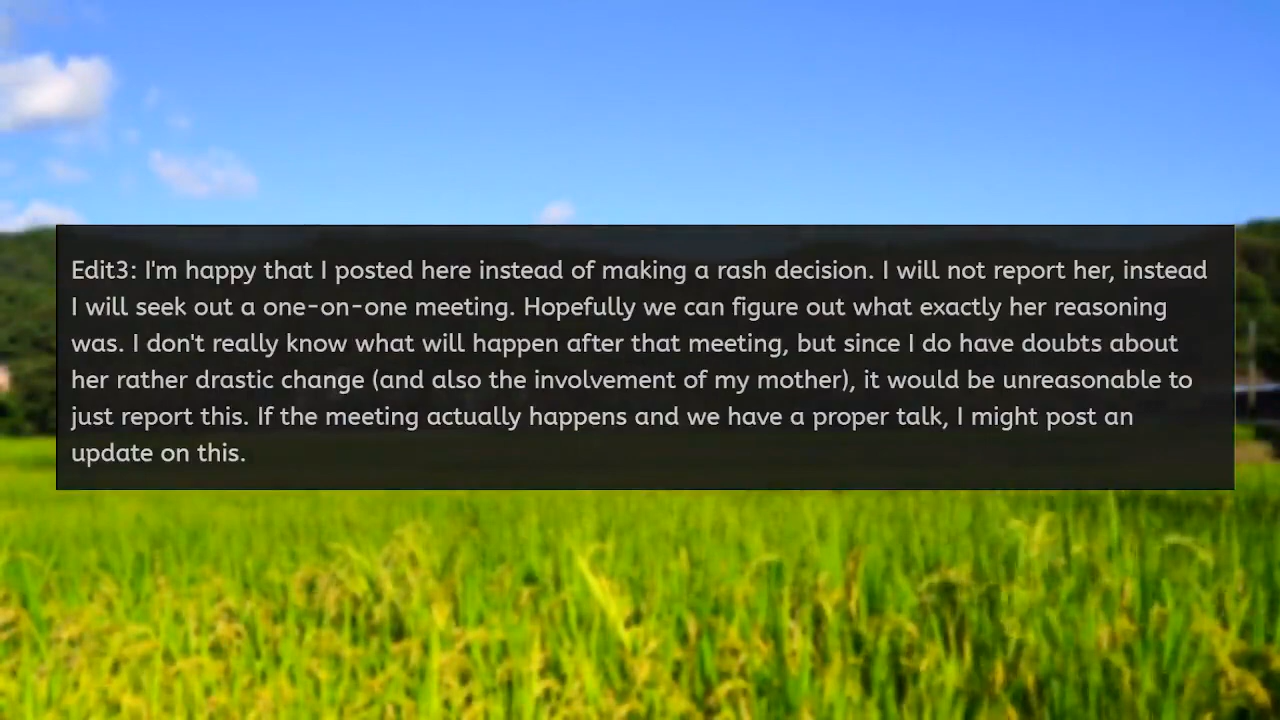 Edit3: I'm happy that I posted here instead of making a rash decision. I will not report her, instead
I will seek out a one-on-one meeting. Hopefully we can figure out what exactly her reasoning
was. I don't really know what will happen after that meeting, but since I do have doubts about
her rather drastic change (and also the involvement of my mother), it would be unreasonable to
just report this. If the meeting actually happens and we have a proper talk, I might post an
update on this.